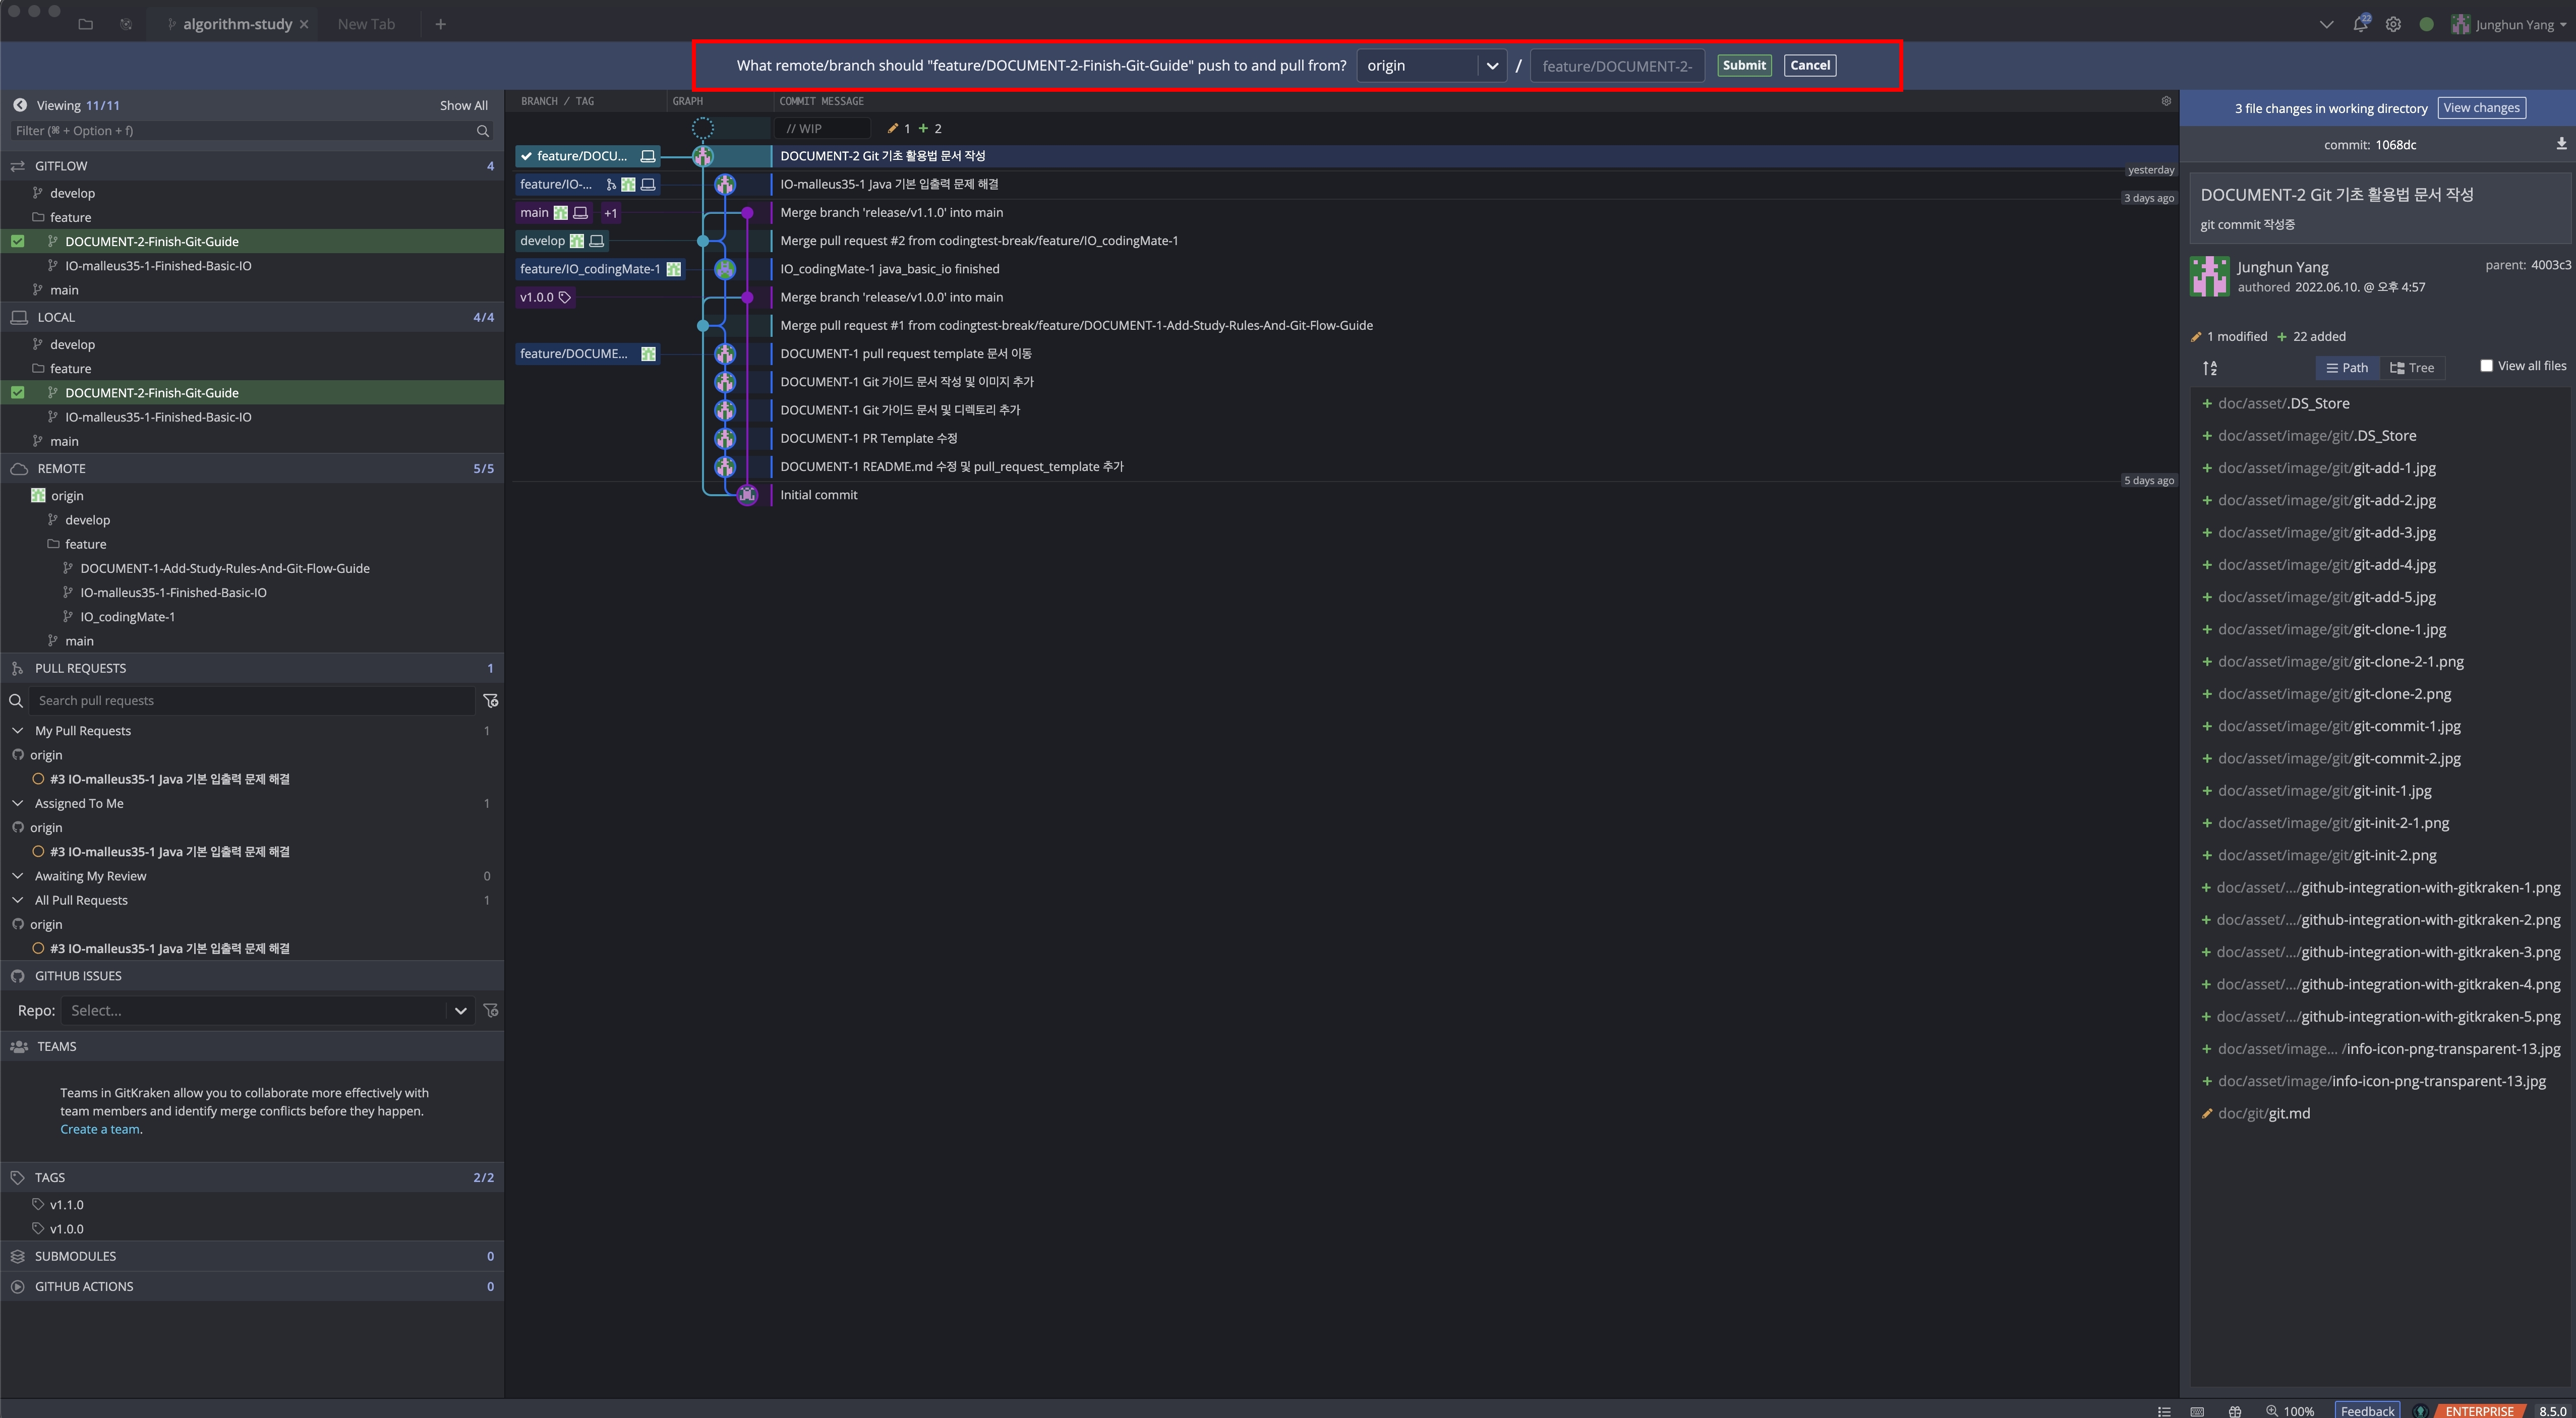 algorithm-study
New Tab
22
Junghun Yang
What remote/branch should "feature/DOCUMENT-2-Finish-Git-Guide" push to and pull from?
origin
/
feature/DOCUMENT-2-
Submit
Cancel
Viewing 11/11
Show All
Filter (⌘ + Option + f)
GITFLOW
4
develop
feature
DOCUMENT-2-Finish-Git-Guide
IO-malleus35-1-Finished-Basic-IO
main
LOCAL
4/4
develop
feature
DOCUMENT-2-Finish-Git-Guide
IO-malleus35-1-Finished-Basic-IO
main
REMOTE
5/5
origin
develop
feature
DOCUMENT-1-Add-Study-Rules-And-Git-Flow-Guide
IO-malleus35-1-Finished-Basic-IO
IO_codingMate-1
main
PULL REQUESTS
1
Search pull requests
My Pull Requests
1
origin
#3 IO-malleus35-1 Java 기본 입출력 문제 해결
Assigned To Me
1
origin
#3 IO-malleus35-1 Java 기본 입출력 문제 해결
Awaiting My Review
0
All Pull Requests
1
origin
#3 IO-malleus35-1 Java 기본 입출력 문제 해결
GITHUB ISSUES
Repo:
Select...
TEAMS
Teams in GitKraken allow you to collaborate more effectively with
team members and identify merge conflicts before they happen.
Create a team.
TAGS
2/2
v1.1.0
v1.0.0
SUBMODULES
0
GITHUB ACTIONS
0
BRANCH / TAG
GRAPH
COMMIT MESSAGE
// WIP
1 + 2
feature/DOCU...
DOCUMENT-2 Git 기초 활용법 문서 작성
yesterday
feature/IO-...
IO-malleus35-1 Java 기본 입출력 문제 해결
3 days ago
main
+1
Merge branch 'release/v1.1.0' into main
develop
Merge pull request #2 from codingtest-break/feature/IO_codingMate-1
feature/IO_codingMate-1
IO_codingMate-1 java_basic_io finished
v1.0.0
Merge branch 'release/v1.0.0' into main
Merge pull request #1 from codingtest-break/feature/DOCUMENT-1-Add-Study-Rules-And-Git-Flow-Guide
feature/DOCUME...
DOCUMENT-1 pull request template 문서 이동
DOCUMENT-1 Git 가이드 문서 작성 및 이미지 추가
DOCUMENT-1 Git 가이드 문서 및 디렉토리 추가
DOCUMENT-1 PR Template 수정
DOCUMENT-1 README.md 수정 및 pull_request_template 추가
5 days ago
Initial commit
3 file changes in working directory
View changes
commit: 1068dc
DOCUMENT-2 Git 기초 활용법 문서 작성
git commit 작성중
Junghun Yang
parent: 4003c3
authored 2022.06.10. @ 오후 4:57
1 modified + 22 added
Path
Tree
View all files
+ doc/asset/.DS_Store
+ doc/asset/image/git/.DS_Store
+ doc/asset/image/git/git-add-1.jpg
+ doc/asset/image/git/git-add-2.jpg
+ doc/asset/image/git/git-add-3.jpg
+ doc/asset/image/git/git-add-4.jpg
+ doc/asset/image/git/git-add-5.jpg
+ doc/asset/image/git/git-clone-1.jpg
+ doc/asset/image/git/git-clone-2-1.png
+ doc/asset/image/git/git-clone-2.png
+ doc/asset/image/git/git-commit-1.jpg
+ doc/asset/image/git/git-commit-2.jpg
+ doc/asset/image/git/git-init-1.jpg
+ doc/asset/image/git/git-init-2-1.png
+ doc/asset/image/git/git-init-2.png
+ doc/asset/.../github-integration-with-gitkraken-1.png
+ doc/asset/.../github-integration-with-gitkraken-2.png
+ doc/asset/.../github-integration-with-gitkraken-3.png
+ doc/asset/.../github-integration-with-gitkraken-4.png
+ doc/asset/.../github-integration-with-gitkraken-5.png
+ doc/asset/image... /info-icon-png-transparent-13.jpg
+ doc/asset/image/info-icon-png-transparent-13.jpg
doc/git/git.md
100%
Feedback
ENTERPRISE
8.5.0